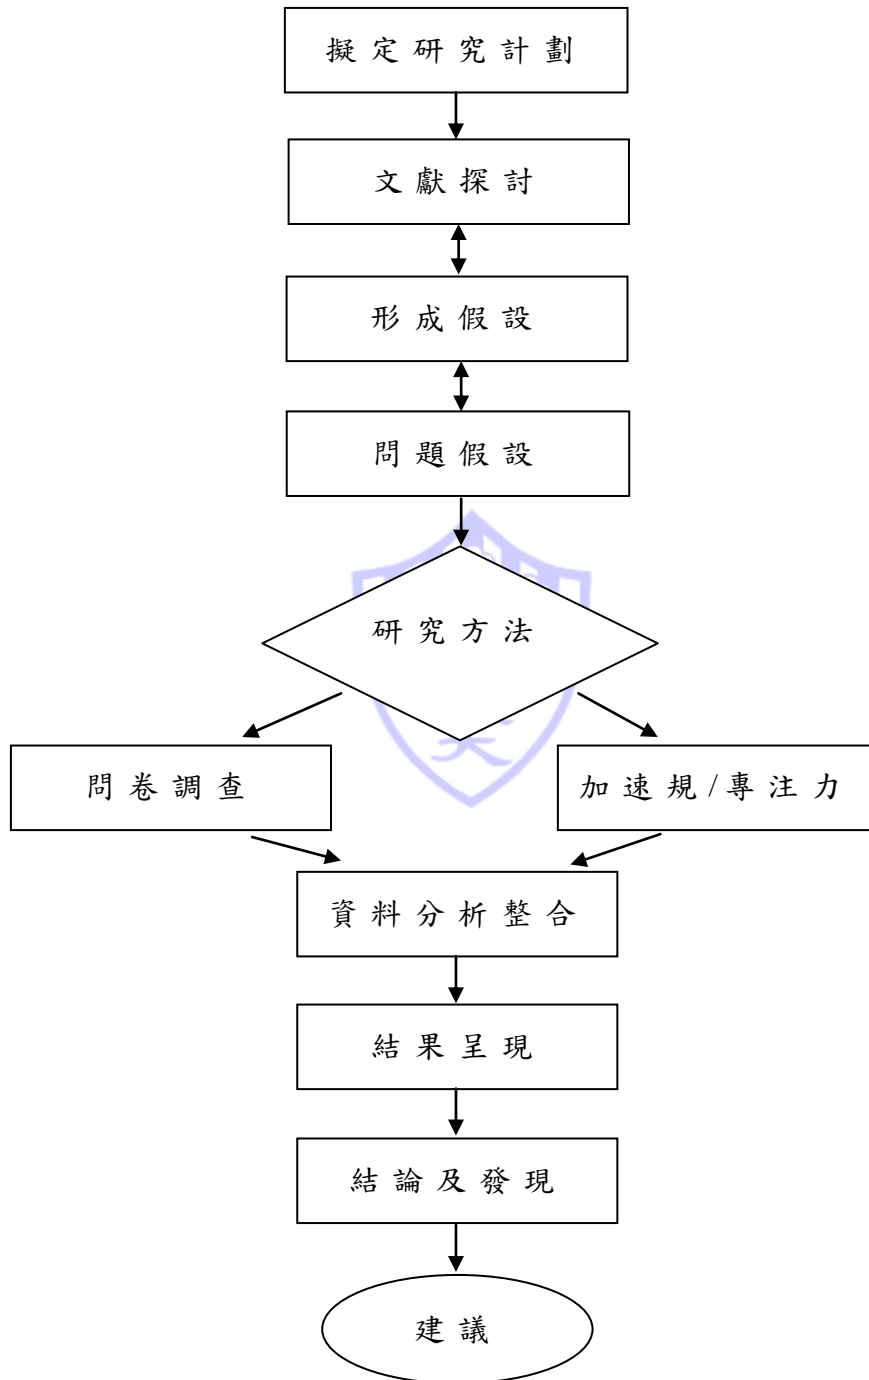 擬定研究計劃
文獻探討
形成假設
問題假設
研究方法
問卷調查
加速規/專注力
資料分析整合
結果呈現
結論及發現
建議